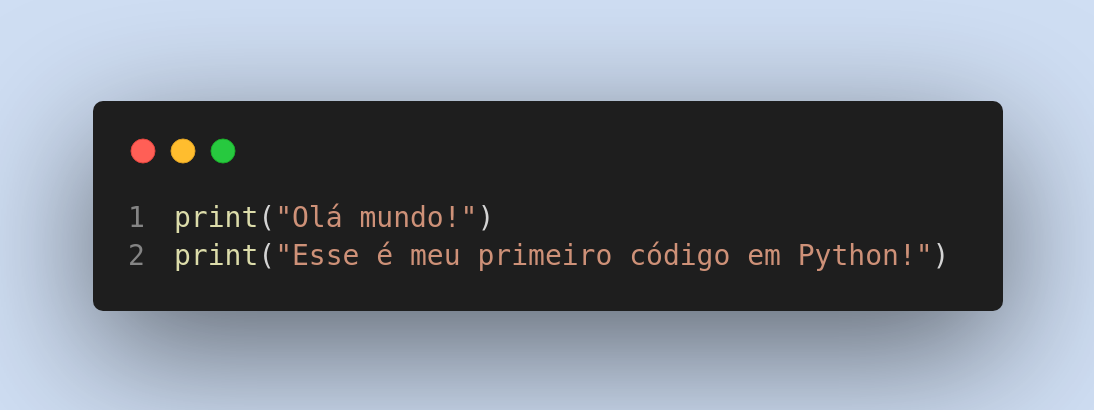 1 print("Olá mundo!")
2 print("Esse é meu primeiro código em Python!")